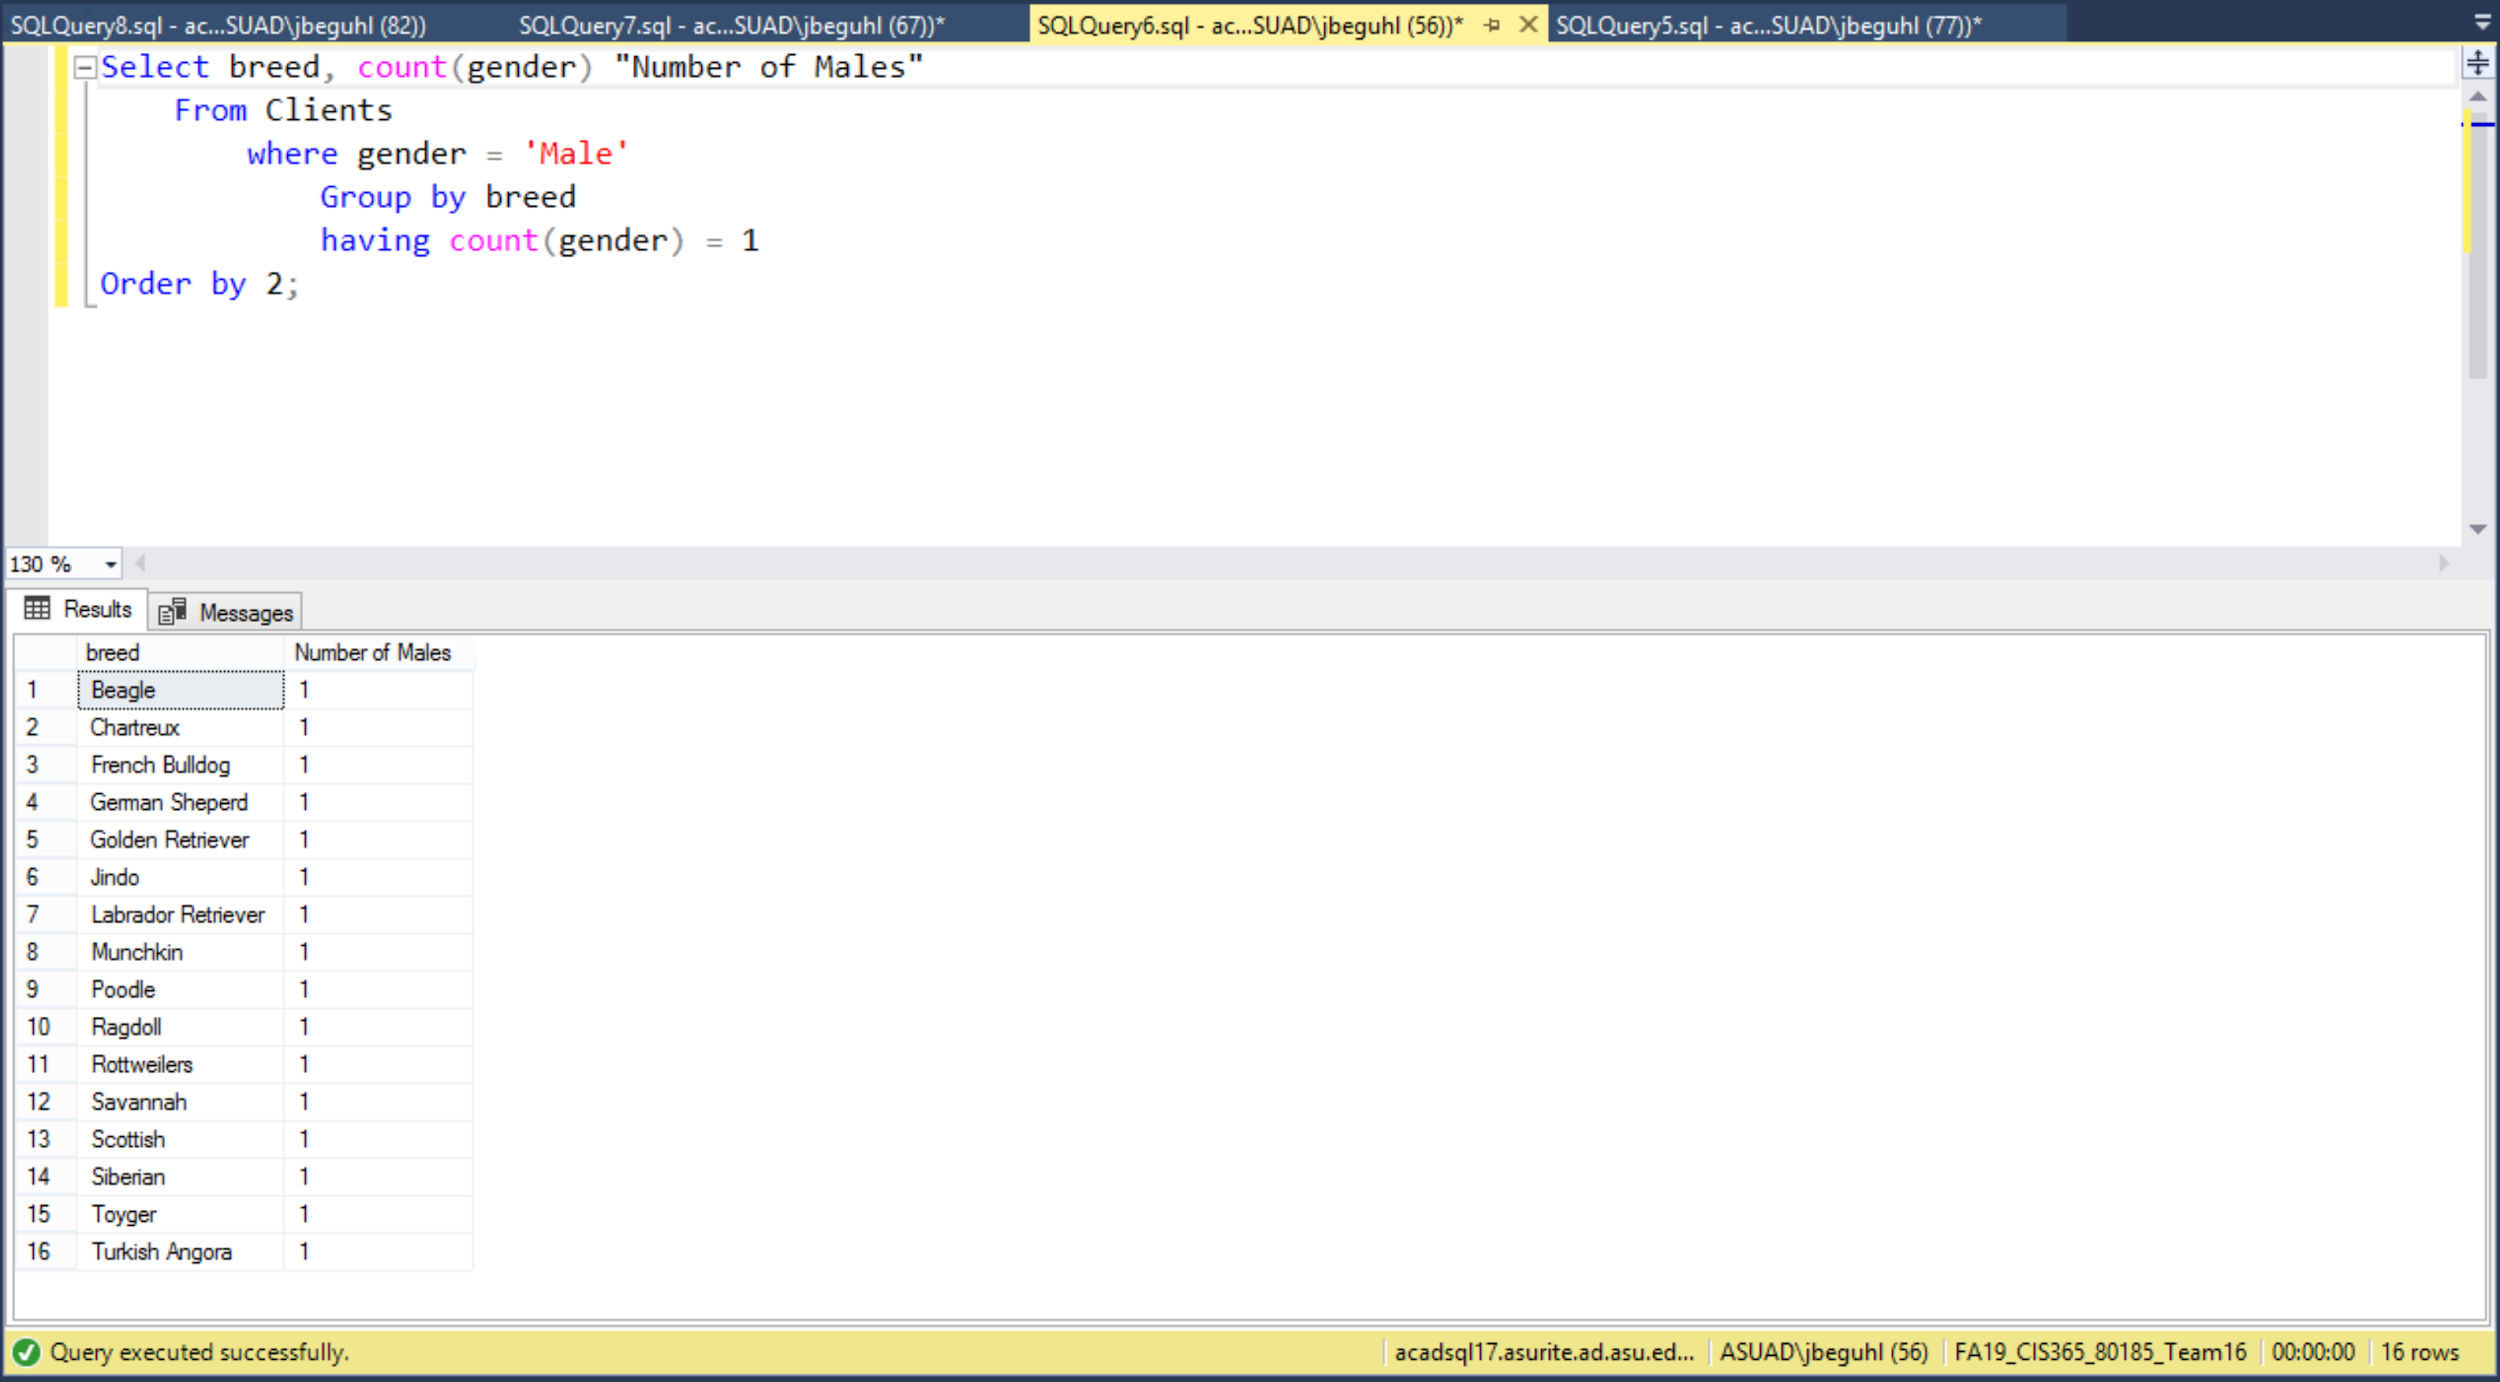 SQLQuery8.sql - ac...SUAD\jbeguhl (82)) SQLQuery7.sql - ac...SUAD\jbeguhl (67))* SQLQuery6.sql - ac...SUAD\jbeguhl (56))* SQLQuery5.sql - ac...SUAD\jbeguhl (77))*
Select breed, count(gender) "Number of Males"
From Clients
where gender = 'Male'
Group by breed
having count(gender) = 1
Order by 2;
130 %
Results Messages
breed Number of Males
1 Beagle 1
2 Chartreux 1
3 French Bulldog 1
4 German Sheperd 1
5 Golden Retriever 1
6 Jindo 1
7 Labrador Retriever 1
8 Munchkin 1
9 Poodle 1
10 Ragdoll 1
11 Rottweilers 1
12 Savannah 1
13 Scottish 1
14 Siberian 1
15 Toyger 1
16 Turkish Angora 1
Query executed successfully. acadsql17.asurite.ad.asu.ed... ASUAD\jbeguhl (56) FA19_CIS365_80185_Team16 00:00:00 16 rows